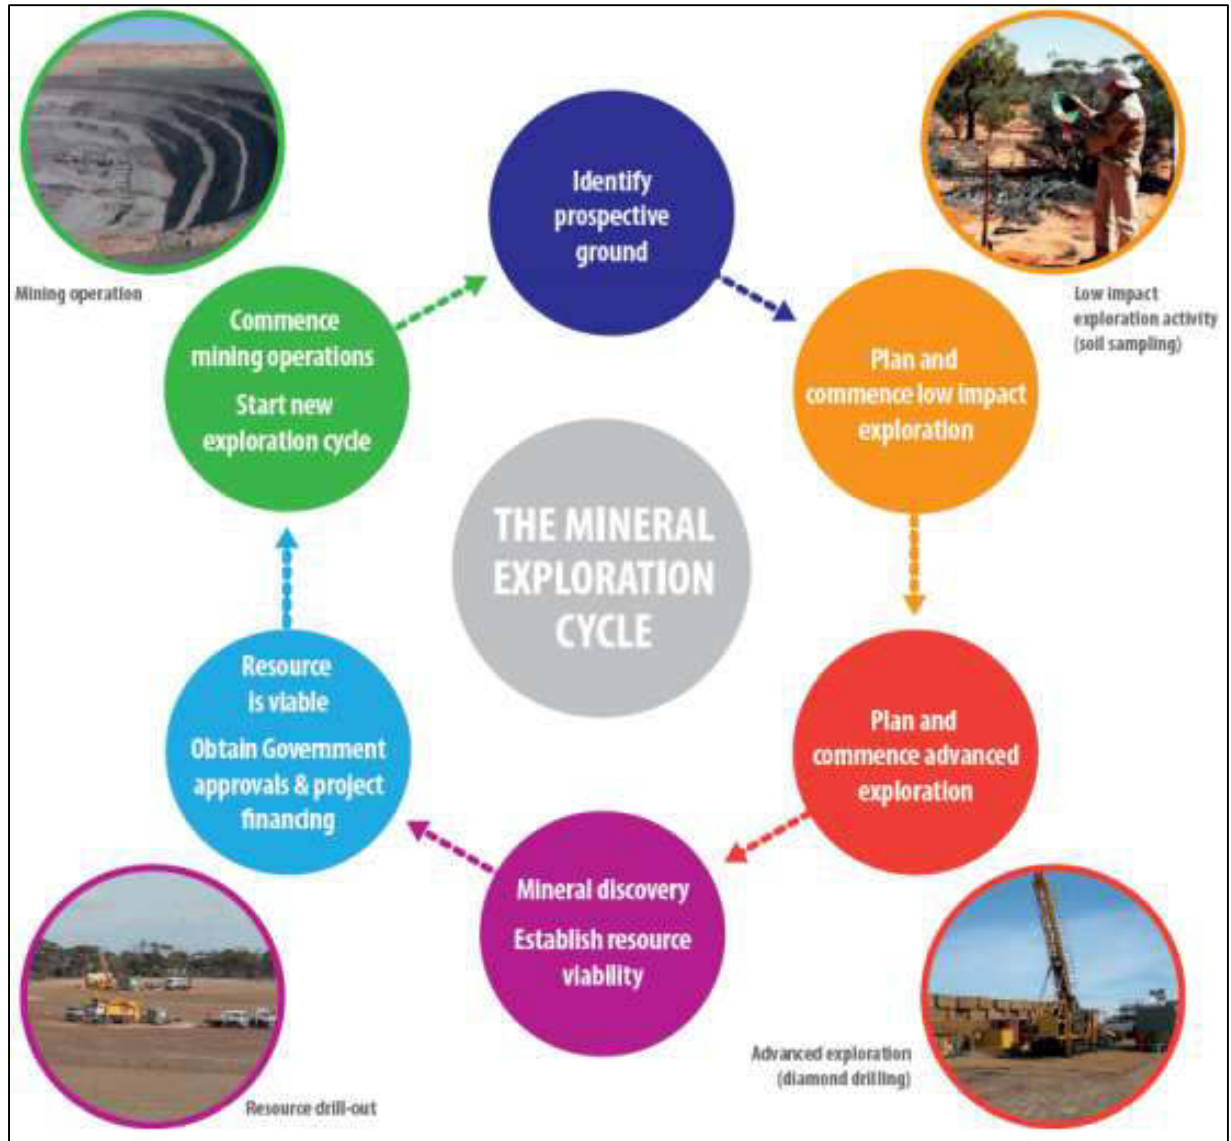 Identify
prospective
ground
Mining operation
Low impact
exploration activity
(soil sampling)
Commence
mining operations
Start new
exploration cycle
Plan and
commence low impact
exploration
THE MINERAL
EXPLORATION
CYCLE
Resource
is viable
Obtain Government
approvals & project
financing
Plan and
commence advanced
exploration
Mineral discovery
Establish resource
viability
Advanced exploration
(diamond drilling)
Resource drill-out